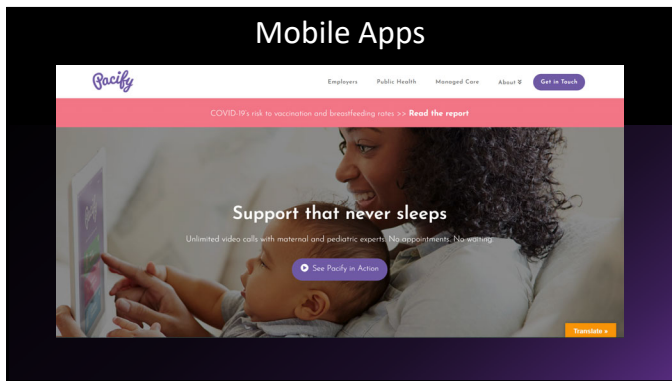 Mobile Apps
Pacify
Employers Public Health Managed Care About Get in Touch
COVID-19's risk to vaccination and breastfeeding rates >> Read the report
Support that never sleeps
Unlimited video calls with maternal and pediatric experts. No appointments. No waiting.
See Pacify in Action
pacify
Translate »